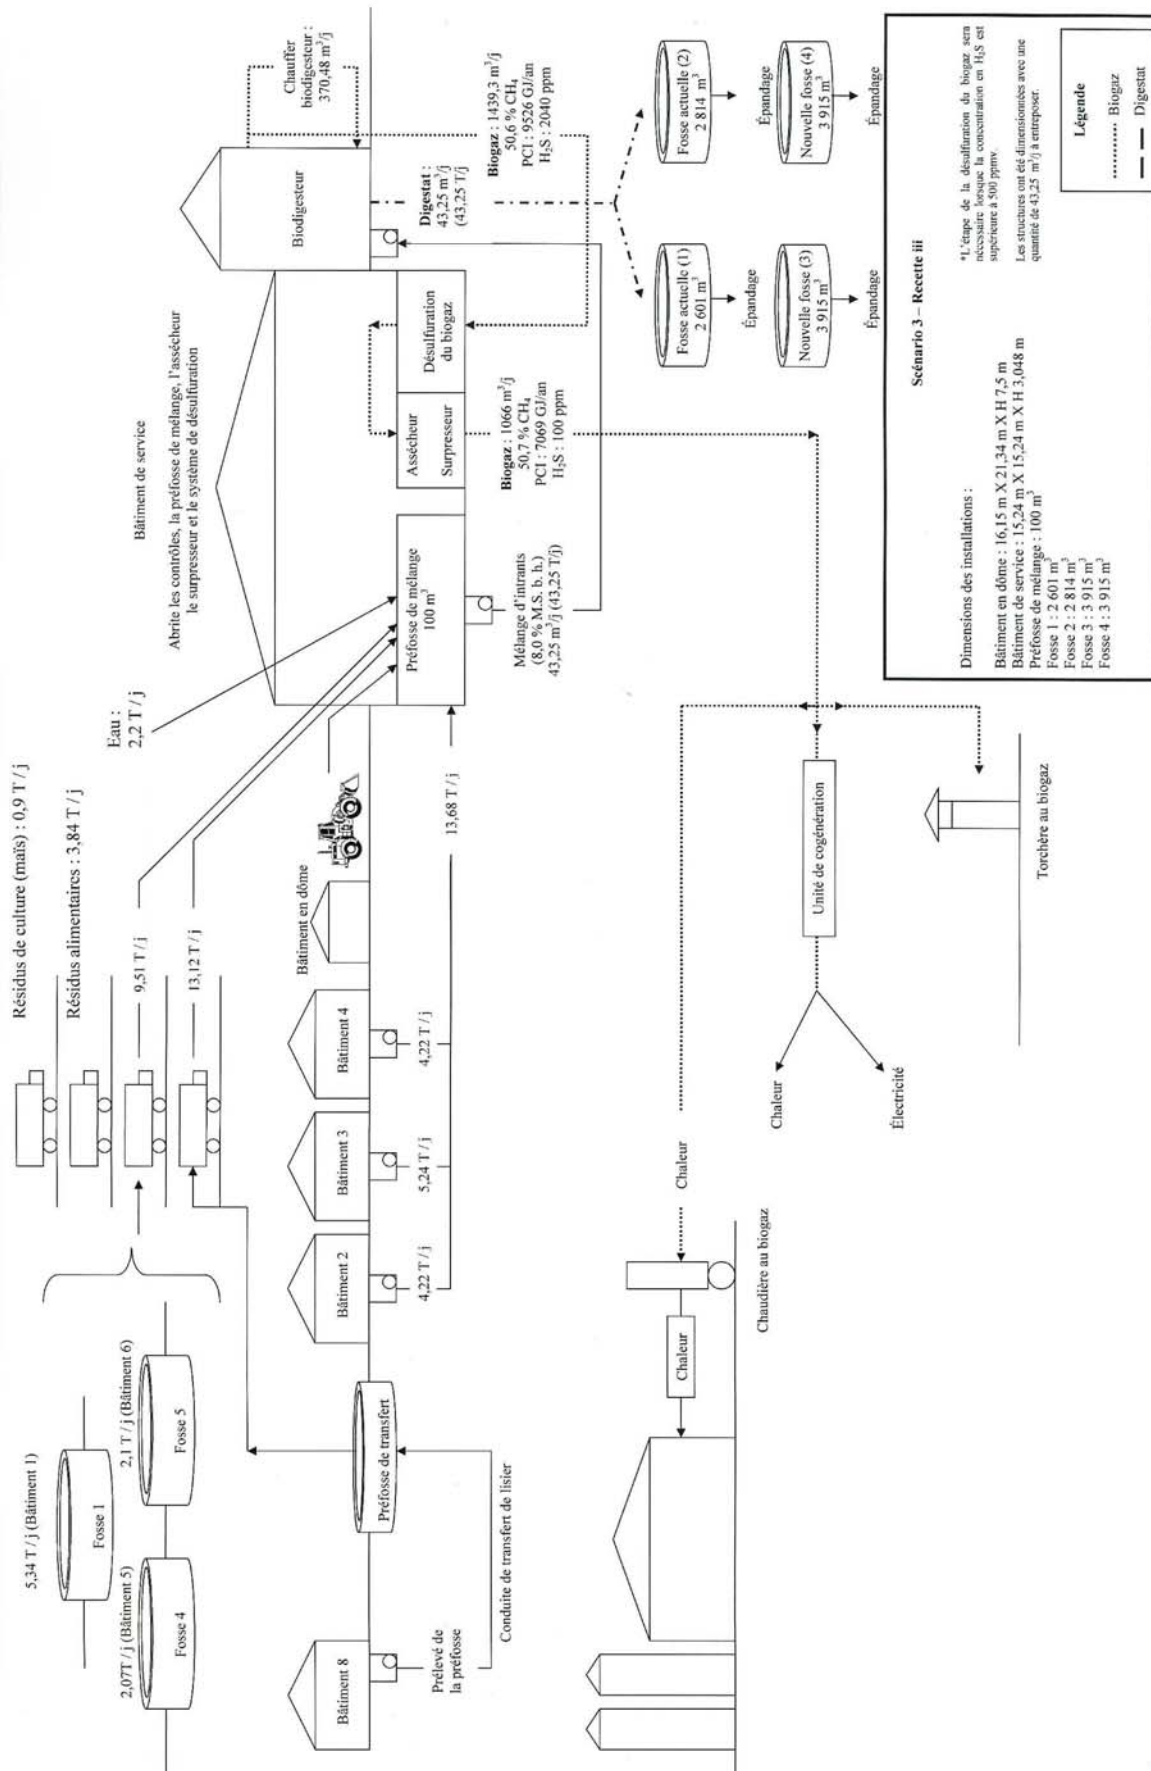 Résidus de culture (maïs) : 0,9 T / j
Résidus alimentaires : 3,84 T / j
5,34 T / j (Bâtiment 1)
Fosse 1
2,07T / j (Bâtiment 5)
Fosse 4
2,1 T / j (Bâtiment 6)
Fosse 5
9,51 T / j
13,12 T / j
Eau :
2,2 T / j
Bâtiment de service
Abrite les contrôles, la préfosse de mélange, l'assécheur
le surpresseur et le système de désulfuration
Bâtiment 8
Prélevé de
la préfosse
Conduite de transfert de lisier
Préfosse de transfert
Bâtiment 2
4,22 T / j
Bâtiment 3
5,24 T / j
Bâtiment 4
4,22 T / j
Bâtiment en dôme
13,68 T / j
Préfosse de mélange
100 m³
Mélange d'intrants
(8,0 % M.S. b. h.)
43,25 m³/j (43,25 T/j)
Assécheur
Surpresseur
Désulfuration
du biogaz
Biogaz : 1066 m³/j
50,7 % CH₄
PCI : 7069 GJ/an
H₂S : 100 ppm
Biodigesteur
Chauffer
biodigesteur :
370,48 m³/j
Digestat :
43,25 m³/j
(43,25 T/j)
Biogaz : 1439,3 m³/j
50,6 % CH₄
PCI : 9526 GJ/an
H₂S : 2040 ppm
Fosse actuelle (1)
2 601 m³
Épandage
Fosse actuelle (2)
2 814 m³
Épandage
Nouvelle fosse (3)
3 915 m³
Épandage
Nouvelle fosse (4)
3 915 m³
Épandage
Chaleur
Chaleur
Chaudière au biogaz
Chaleur
Électricité
Unité de cogénération
Torchère au biogaz
Scénario 3 – Recette iii
Dimensions des installations :
Bâtiment en dôme : 16,15 m X 21,34 m X H 7,5 m
Bâtiment de service : 15,24 m X 15,24 m X H 3,048 m
Préfosse de mélange : 100 m³
Fosse 1 : 2 601 m³
Fosse 2 : 2 814 m³
Fosse 3 : 3 915 m³
Fosse 4 : 3 915 m³
*L'étape de la désulfuration du biogaz sera
nécessaire lorsque la concentration en H₂S est
supérieure à 500 ppmv.
Les structures ont été dimensionnées avec une
quantité de 43,25 m³/j à entreposer.
Légende
Biogaz
Digestat